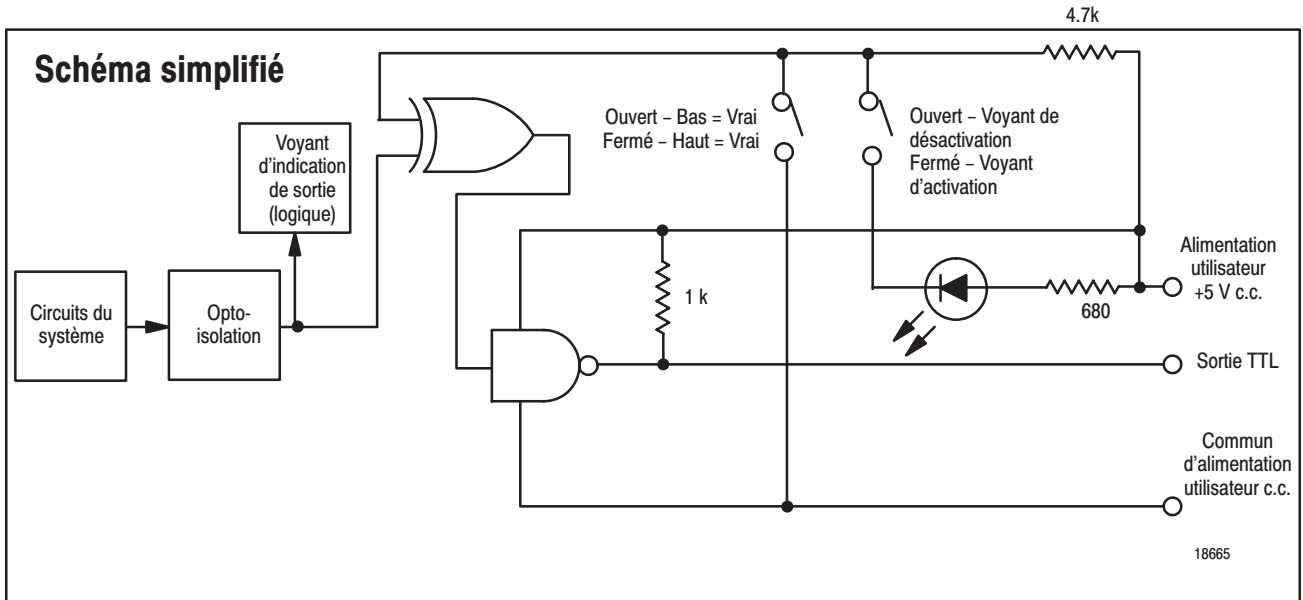 4.7k
Schéma simplifié
Ouvert – Bas = Vrai
Fermé – Haut = Vrai
Ouvert – Voyant de
désactivation
Fermé – Voyant
d'activation
Voyant
d'indication
de sortie
(logique)
Circuits du
système
Opto-
isolation
1 k
680
Alimentation
utilisateur
+5 V c.c.
Sortie TTL
Commun
d'alimentation
utilisateur c.c.
18665